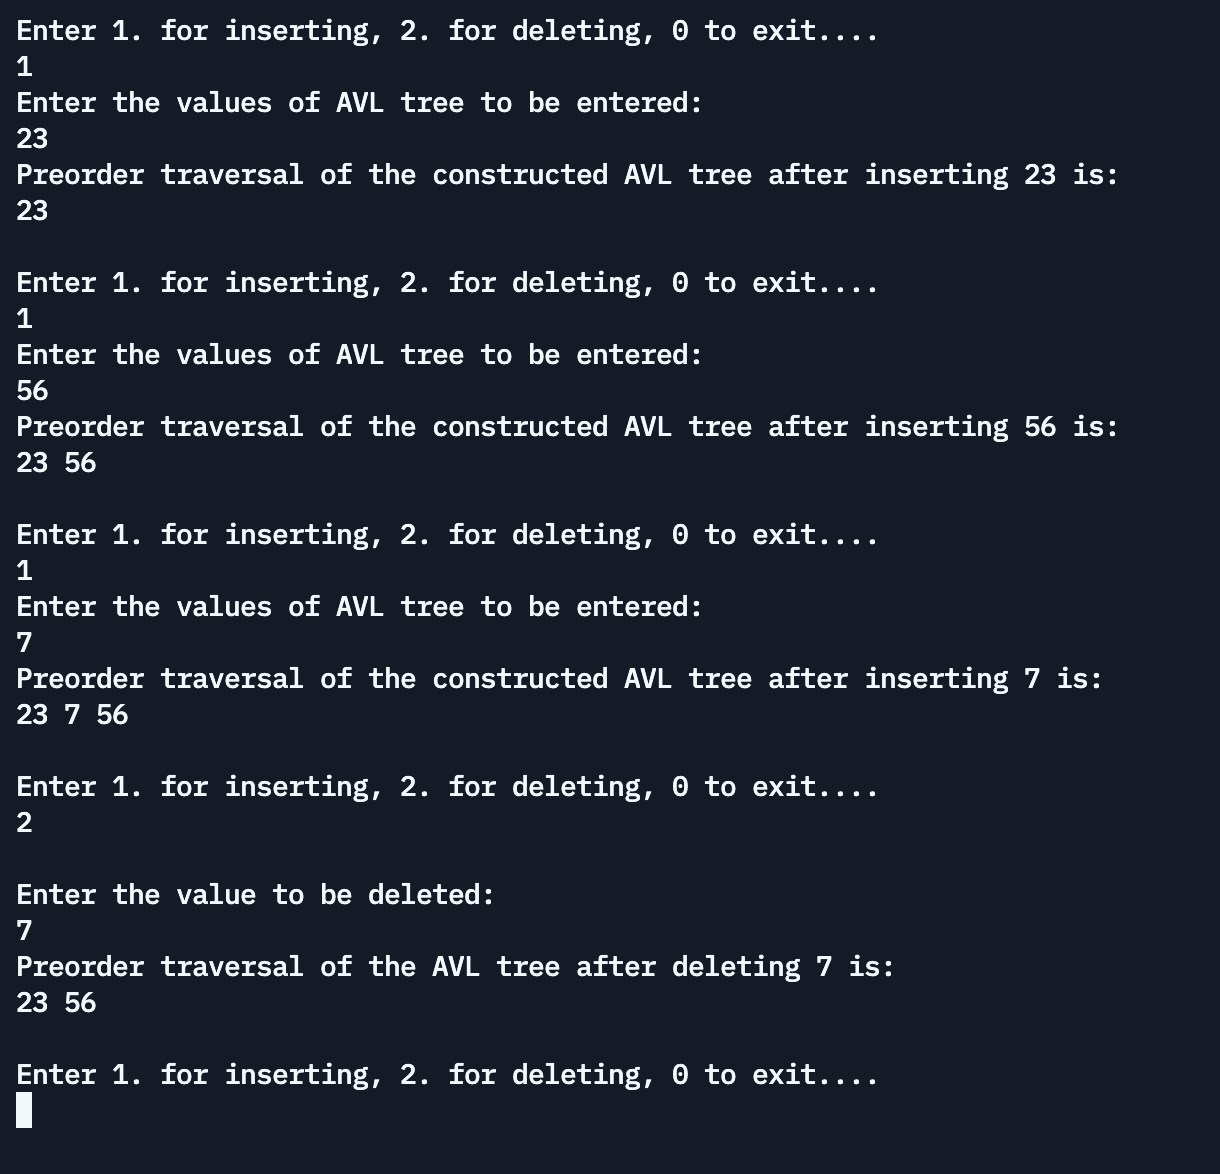 Enter 1. for inserting, 2. for deleting, 0 to exit....
1
Enter the values of AVL tree to be entered:
23
Preorder traversal of the constructed AVL tree after inserting 23 is:
23
Enter 1. for inserting, 2. for deleting, 0 to exit....
1
Enter the values of AVL tree to be entered:
56
Preorder traversal of the constructed AVL tree after inserting 56 is:
23 56
Enter 1. for inserting, 2. for deleting, 0 to exit....
1
Enter the values of AVL tree to be entered:
7
Preorder traversal of the constructed AVL tree after inserting 7 is:
23 7 56
Enter 1. for inserting, 2. for deleting, 0 to exit....
2
Enter the value to be deleted:
7
Preorder traversal of the AVL tree after deleting 7 is:
23 56
Enter 1. for inserting, 2. for deleting, 0 to exit....